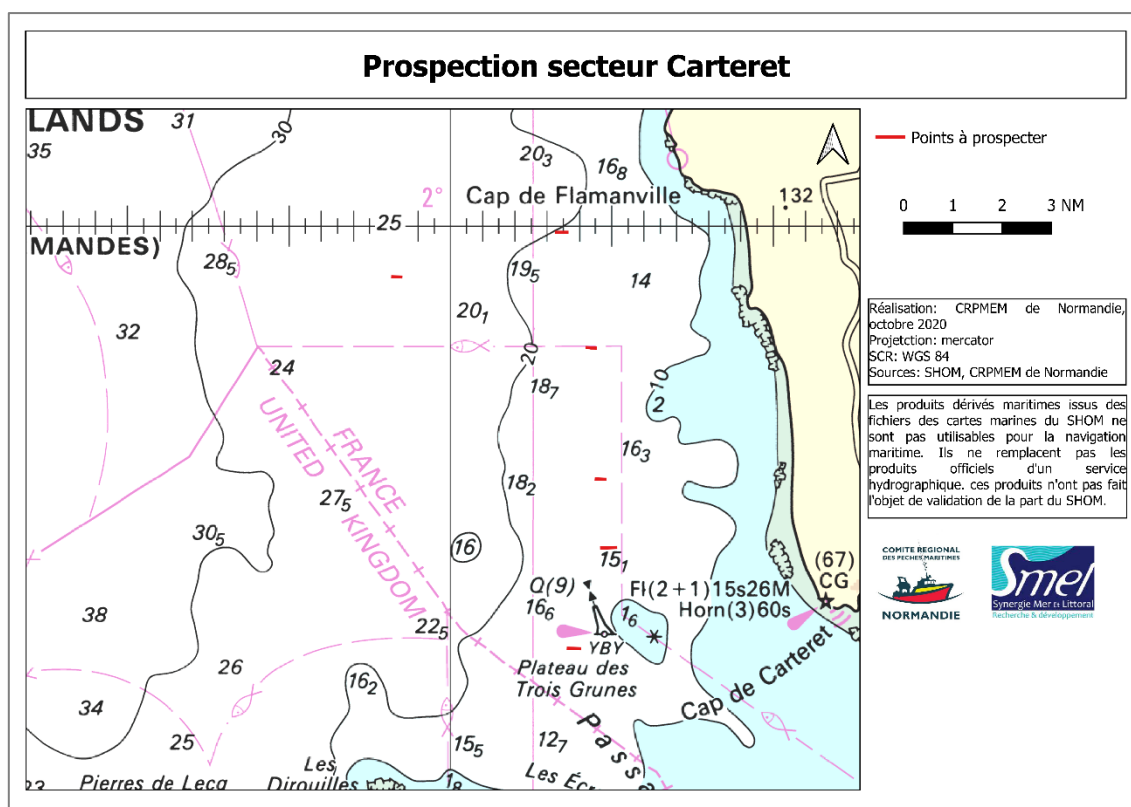 Prospection secteur Carteret
LANDS
31
30
35
20₃
16₈
2°
Cap de Flamanville
132
25
MANDES)
28₅
19₅
14
32
20₁
24
20
18₇
10
2
FRANCE
UNITED KINGDOM
16₃
18₂
27₅
30₅
16
15₁
(67)
CG
Q(9)
Fl(2+1)15s26M
Horn(3)60s
38
16₆
1₆
22₅
YBY
Plateau des
Trois Grunes
Cap de Carteret
26
16₂
34
25
15₅
12₇
Passa
Les
Dirouilles
Pierres de Lecq
Les Écr
1₈
23
Points à prospecter
0 1 2 3 NM
Réalisation: CRPMEM de Normandie,
octobre 2020
Projetction: mercator
SCR: WGS 84
Sources: SHOM, CRPMEM de Normandie
Les produits dérivés maritimes issus des
fichiers des cartes marines du SHOM ne
sont pas utilisables pour la navigation
maritime. Ils ne remplacent pas les
produits officiels d'un service
hydrographique. ces produits n'ont pas fait
l'objet de validation de la part du SHOM.
COMITE REGIONAL
DES PÊCHES MARITIMES
NORMANDIE
Smel
Synergie Mer Et Littoral
Recherche & développement